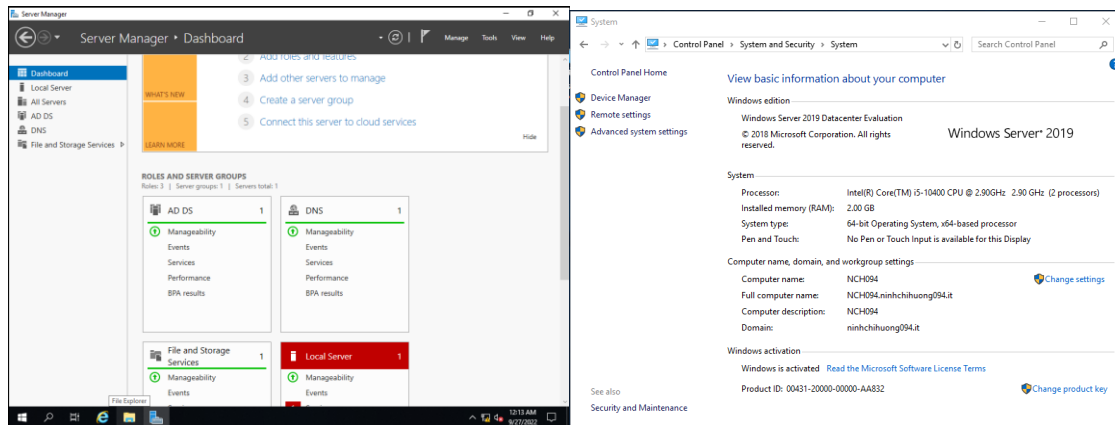 Server Manager
Server Manager • Dashboard
Manage Tools View Help
Dashboard
Local Server
All Servers
AD DS
DNS
File and Storage Services
WHAT'S NEW
LEARN MORE
2 Add roles and features
3 Add other servers to manage
4 Create a server group
5 Connect this server to cloud services
Hide
ROLES AND SERVER GROUPS
Roles: 3 | Server groups: 1 | Servers total: 1
AD DS 1
Manageability
Events
Services
Performance
BPA results
DNS 1
Manageability
Events
Services
Performance
BPA results
File and Storage Services 1
Manageability
Events
Local Server 1
Manageability
Events
File Explorer
12:13 AM
9/27/2022
System
Control Panel > System and Security > System
Search Control Panel
Control Panel Home
Device Manager
Remote settings
Advanced system settings
See also
Security and Maintenance
View basic information about your computer
Windows edition
Windows Server 2019 Datacenter Evaluation
© 2018 Microsoft Corporation. All rights
reserved.
Windows Server® 2019
System
Processor: Intel(R) Core(TM) i5-10400 CPU @ 2.90GHz 2.90 GHz (2 processors)
Installed memory (RAM): 2.00 GB
System type: 64-bit Operating System, x64-based processor
Pen and Touch: No Pen or Touch Input is available for this Display
Computer name, domain, and workgroup settings
Computer name: NCH094
Change settings
Full computer name: NCH094.ninhchihuong094.it
Computer description: NCH094
Domain: ninhchihuong094.it
Windows activation
Windows is activated Read the Microsoft Software License Terms
Product ID: 00431-20000-00000-AA832
Change product key